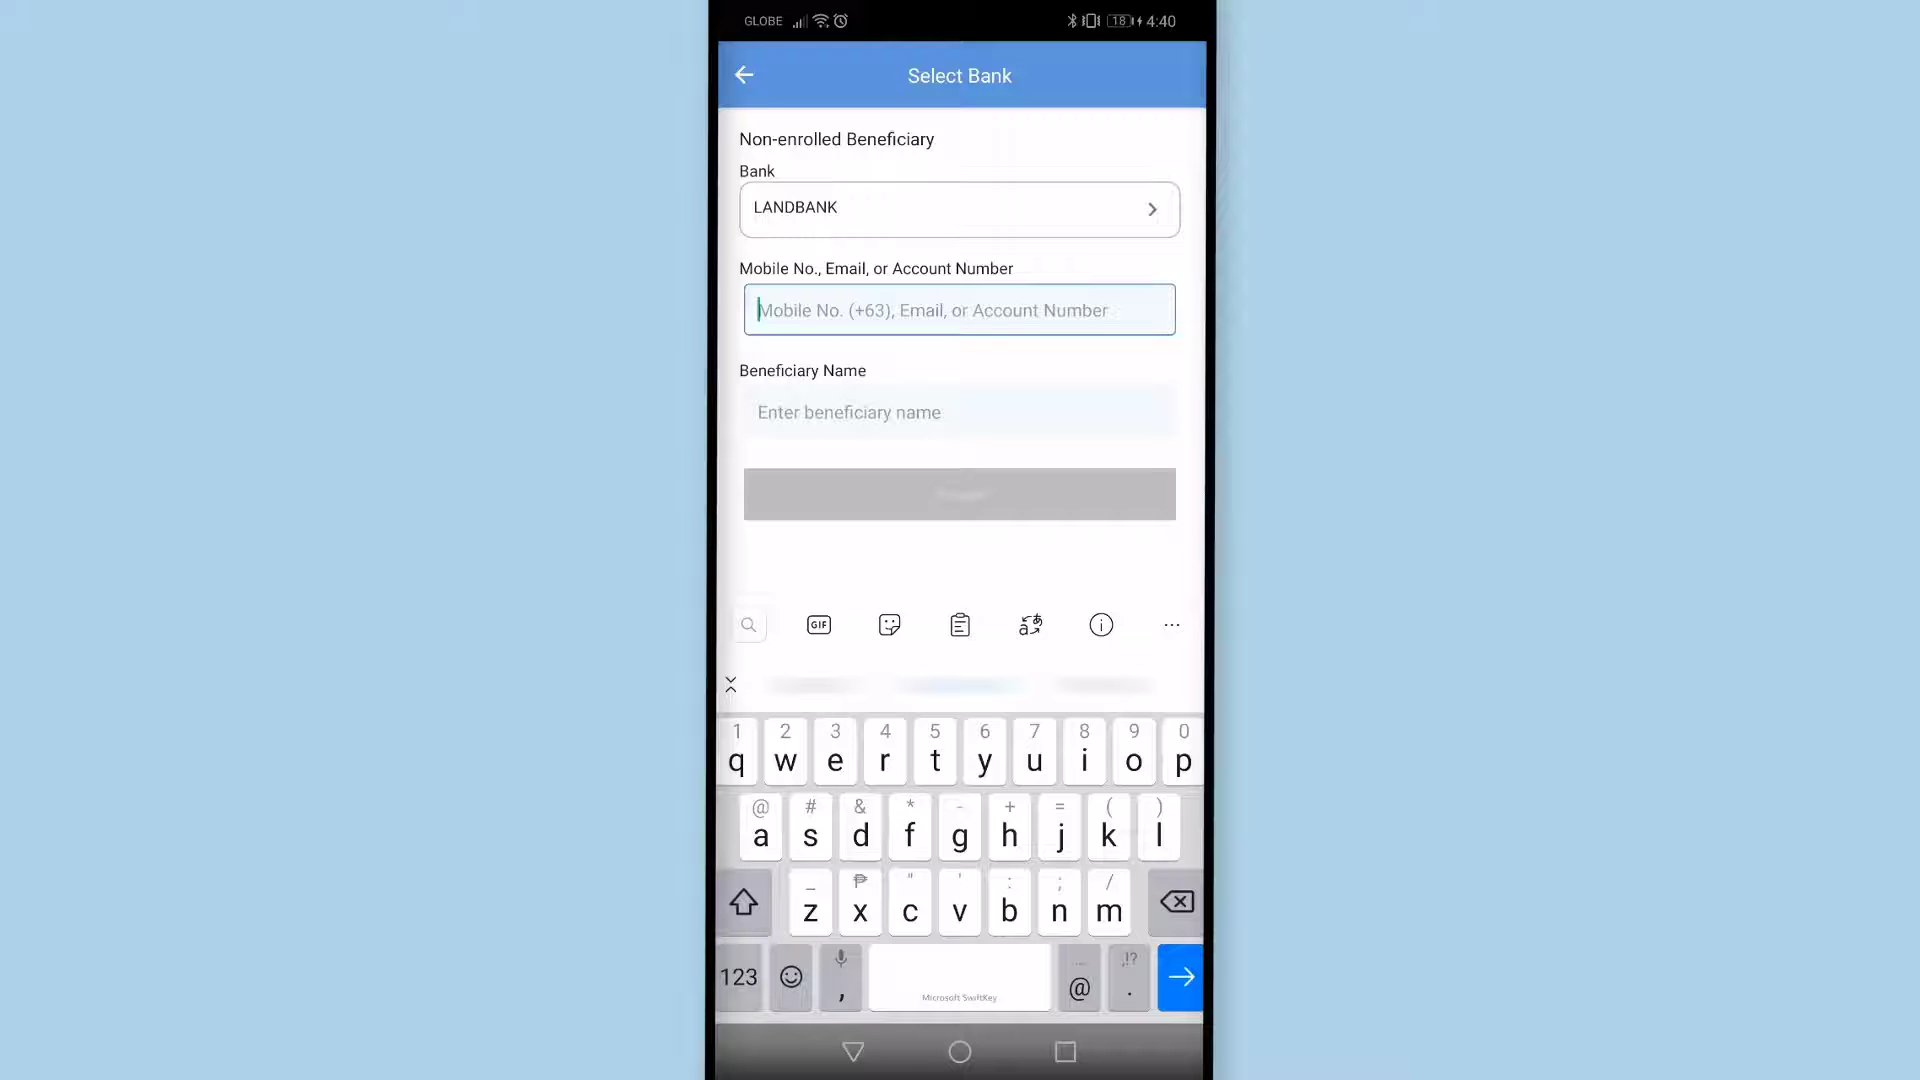 GLOBE 18 4:40
Select Bank
Non-enrolled Beneficiary
Bank
LANDBANK
Mobile No., Email, or Account Number
Mobile No. (+63), Email, or Account Number
Beneficiary Name
Enter beneficiary name
GIF
1 2 3 4 5 6 7 8 9 0
q w e r t y u i o p
@ # & * - + = ( )
a s d f g h j k l
_ ₱ " ' : ; /
z x c v b n m
123 , @ ,!? .
Microsoft SwiftKey